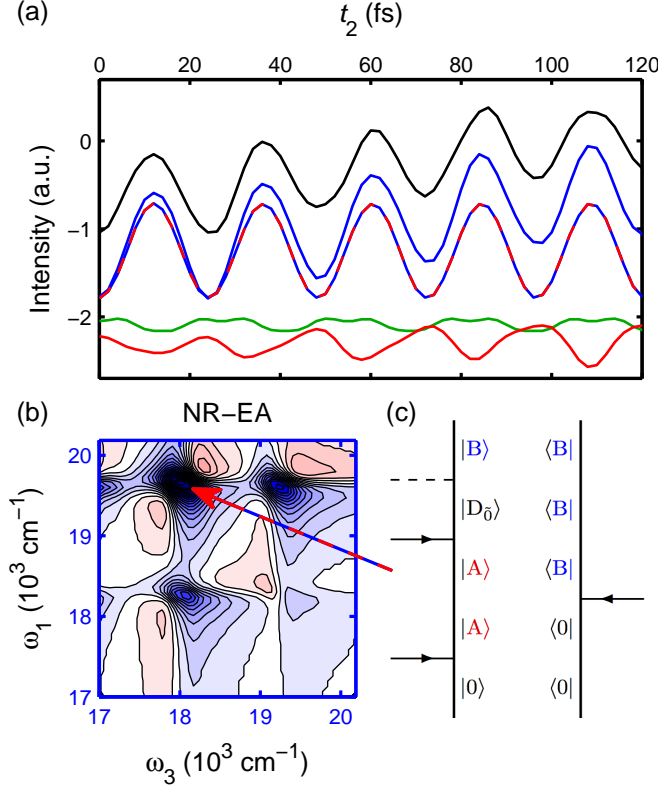 (a)
t₂ (fs)
0 20 40 60 80 100 120
Intensity (a.u.)
0
−1
−2
(b)
NR−EA
ω₁ (10³ cm⁻¹)
20
19
18
17
17 18 19 20
ω₃ (10³ cm⁻¹)
(c)
|B⟩ ⟨B|
|D₀̃⟩ ⟨B|
|A⟩ ⟨B|
|A⟩ ⟨0|
|0⟩ ⟨0|